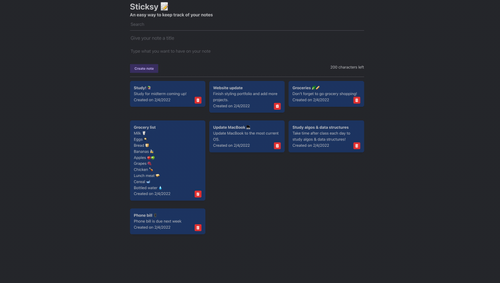 Sticksy 📝
An easy way to keep track of your notes
Search
Give your note a title
Type what you want to have on your note
Create note
200 characters left
Study!
Study for midterm coming up!
Created on 2/4/2022
Website update
Finish styling portfolio and add more
projects
Created on 2/4/2022
Groceries
Don't forget to go grocery shopping!
Created on 2/4/2022
Grocery list
Milk 🥛
Eggs 🍳
Bread 🍞
Bananas 🍌
Apples 🍎🍏
Grapes 🍇
Chicken 🍗
Lunch meat
Cereal 🥣
Bottled water 💧
Created on 2/4/2022
Update MacBook 💻
Update MacBook to the most current
OS.
Created on 2/4/2022
Study algos & data structures
Take time after class each day to
study algos & data structures!
Created on 2/4/2022
Phone bill
Phone bill is due next week
Created on 2/4/2022